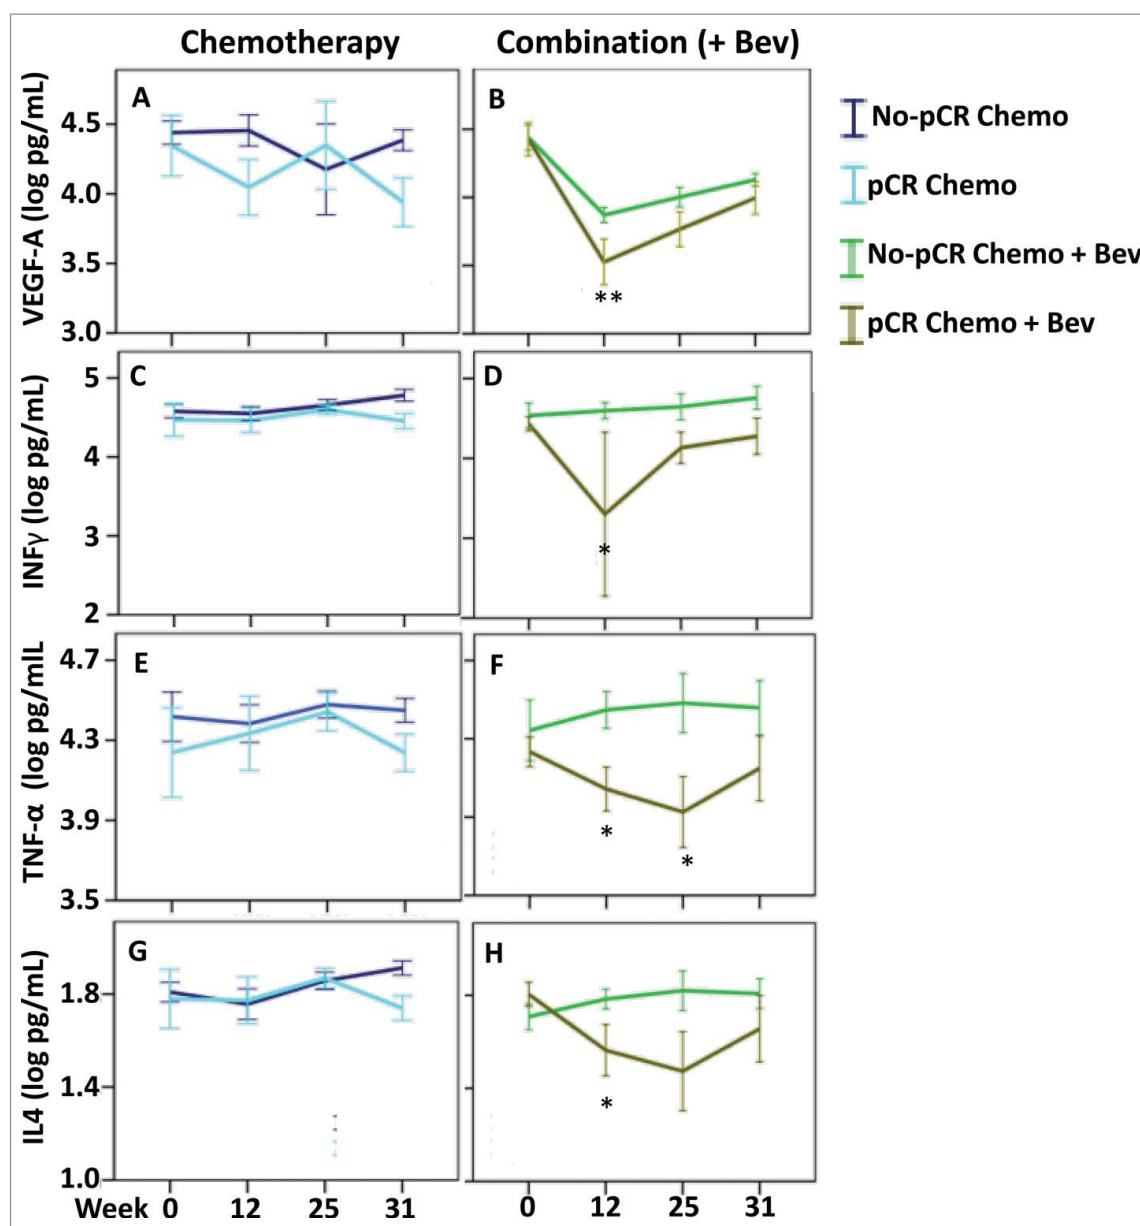 Chemotherapy
Combination (+ Bev)
VEGF-A (log pg/mL)
4.5
4.0
3.5
3.0
A
B
**
No-pCR Chemo
pCR Chemo
No-pCR Chemo + Bev
pCR Chemo + Bev
INFγ (log pg/mL)
5
4
3
2
C
D
*
TNF-α (log pg/mlL
4.7
4.3
3.9
3.5
E
F
*
*
IL4 (log pg/mL)
1.8
1.4
1.0
G
H
*
Week 0 12 25 31
0 12 25 31